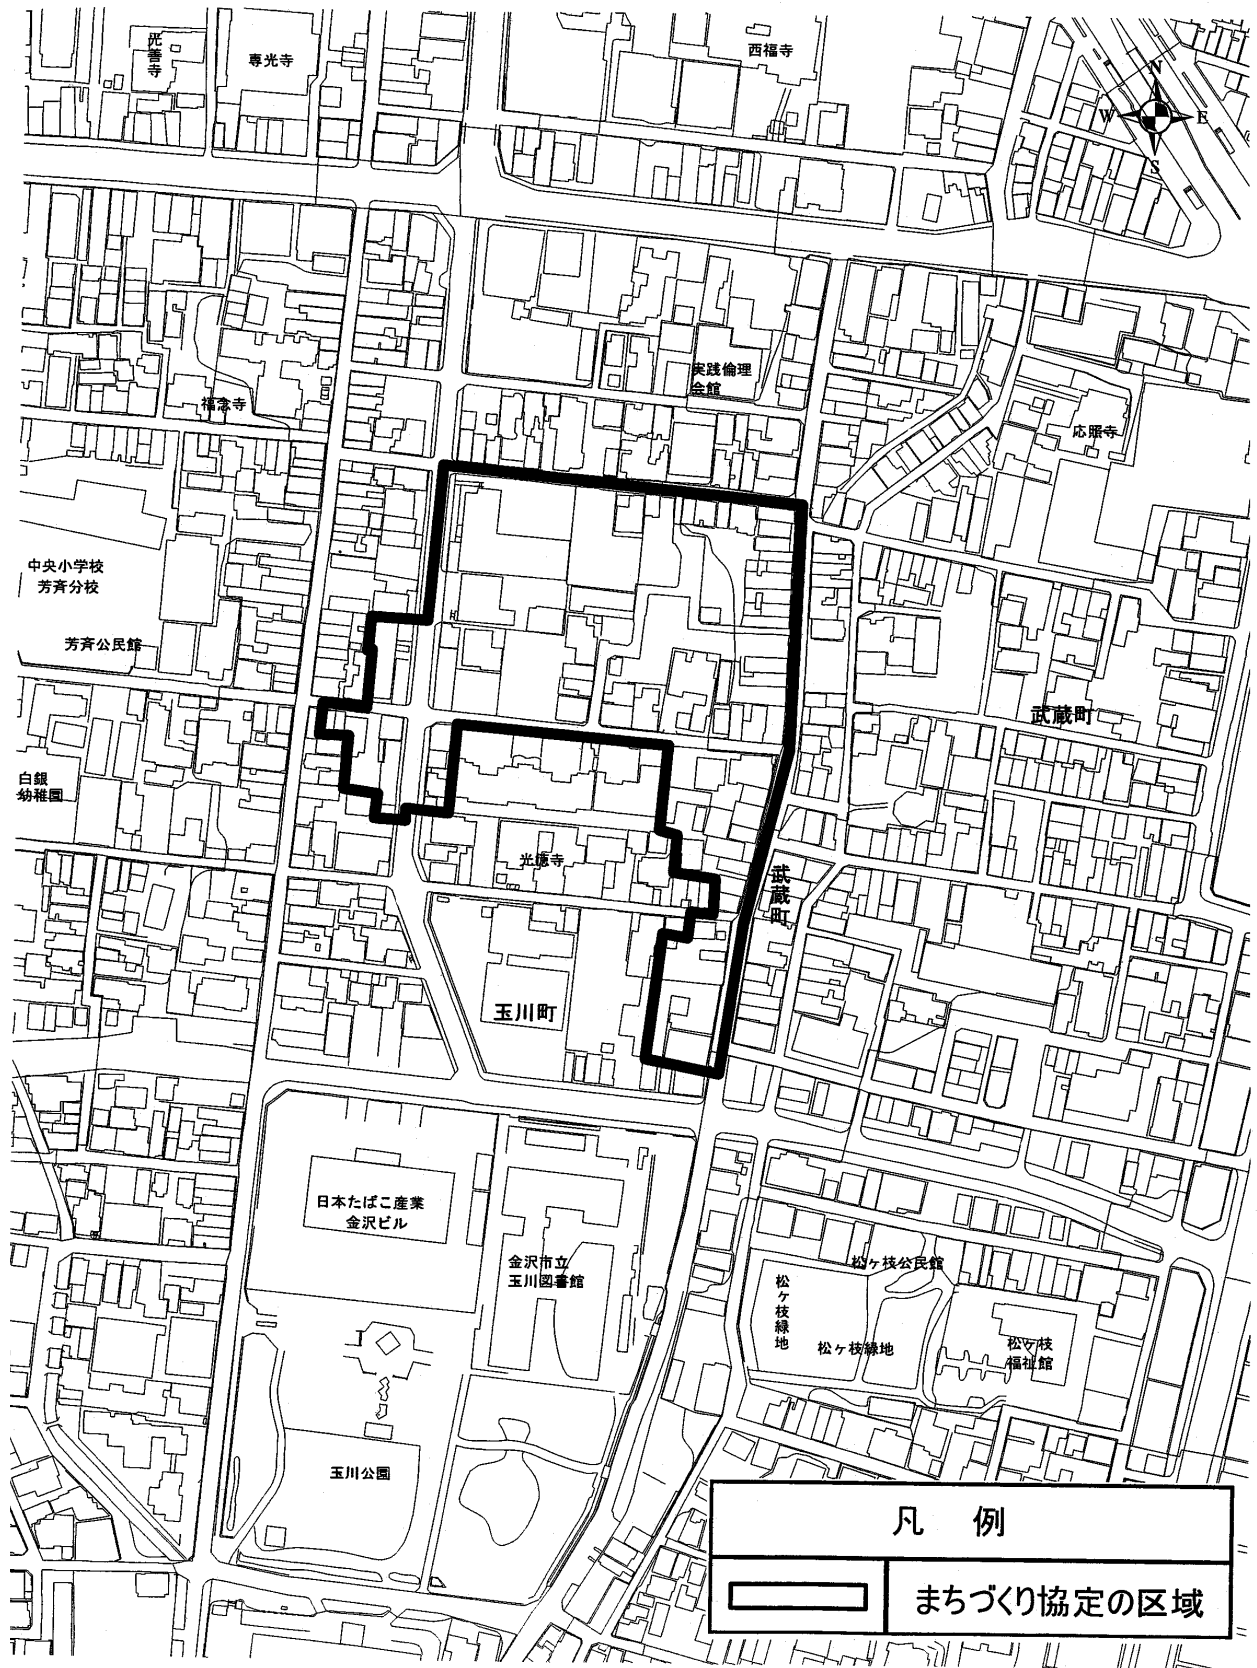 光善寺
専光寺
西福寺
N
W
E
S
実践倫理
会館
福念寺
応照寺
中央小学校
芳斉分校
芳斉公民館
武蔵町
白銀
幼稚園
光徳寺
武蔵町
玉川町
日本たばこ産業
金沢ビル
金沢市立
玉川図書館
松ヶ枝公民館
松ヶ枝緑地
松ヶ枝緑地
松ヶ枝
福祉館
玉川公園
凡 例
まちづくり協定の区域